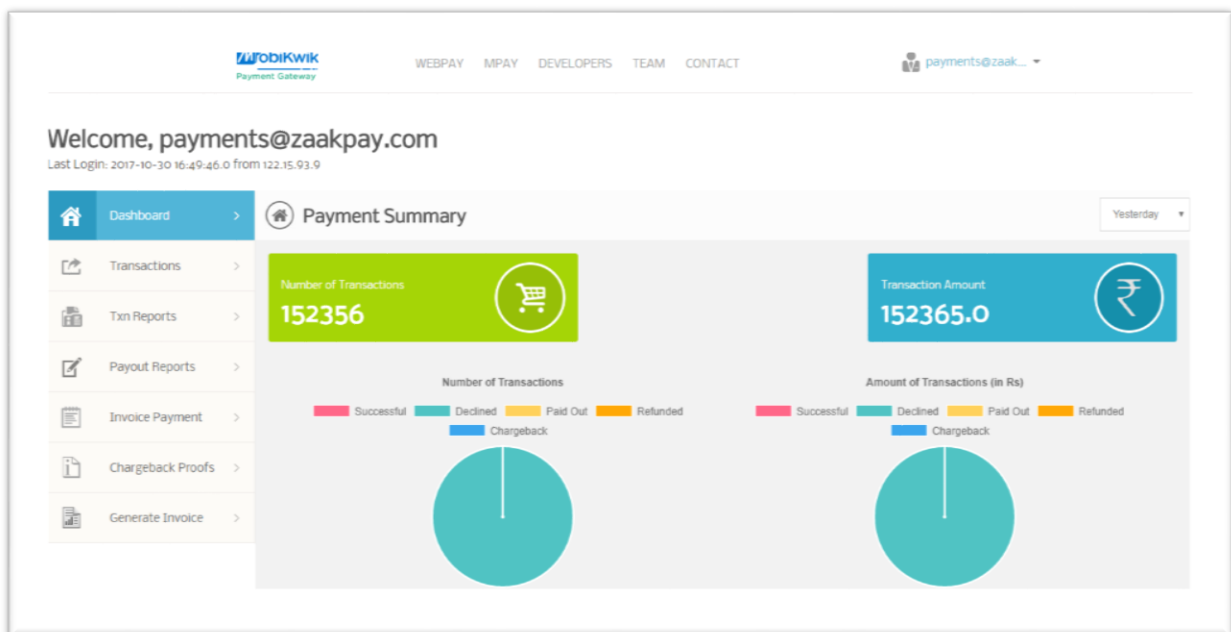 MobiKwik
Payment Gateway
WEBPAY MPAY DEVELOPERS TEAM CONTACT
payments@zaak...
Welcome, payments@zaakpay.com
Last Login: 2017-10-30 16:49:46.0 from 122.15.93.9
Dashboard
Transactions
Txn Reports
Payout Reports
Invoice Payment
Chargeback Proofs
Generate Invoice
Payment Summary
Yesterday
Number of Transactions
152356
Transaction Amount
152365.0
Number of Transactions
Successful Declined Paid Out Refunded
Chargeback
Amount of Transactions (in Rs)
Successful Declined Paid Out Refunded
Chargeback